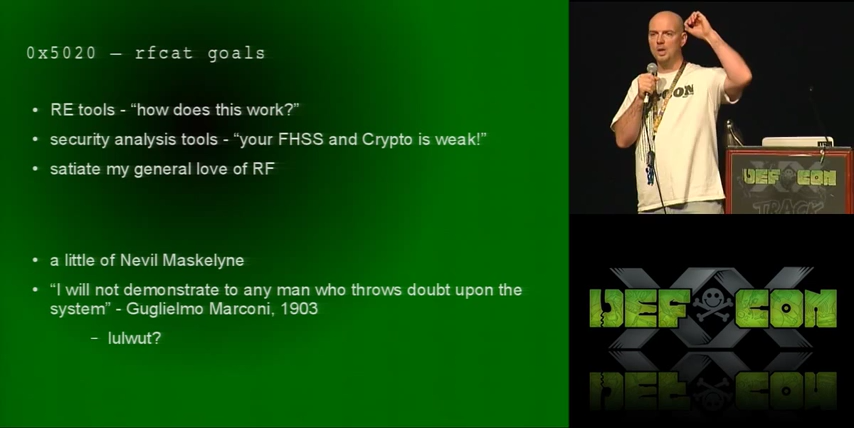 0x5020 – rfcat goals
• RE tools - “how does this work?”
• security analysis tools - “your FHSS and Crypto is weak!”
• satiate my general love of RF
• a little of Nevil Maskelyne
• “I will not demonstrate to any man who throws doubt upon the
system” - Guglielmo Marconi, 1903
– lulwut?
DEF CON
TRACK
XX
DEF CON